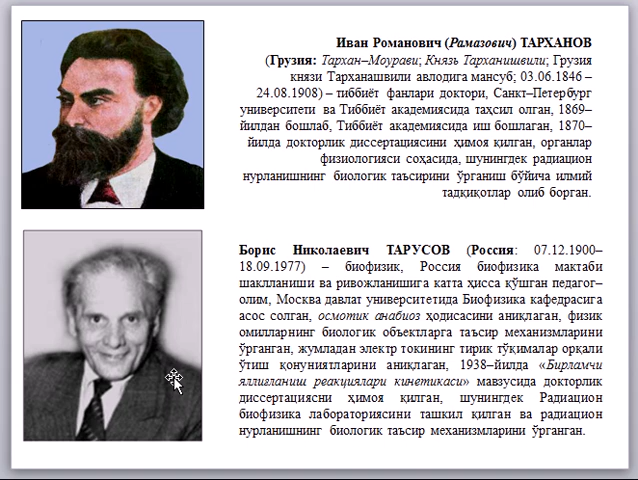 Иван Романович (Рамазович) ТАРХАНОВ
(Грузия: Тархан–Моурави; Князь Тарханишвили; Грузия
князи Тарханашвили авлодига мансуб; 03.06.1846 –
24.08.1908) – тиббиёт фанлари доктори, Санкт–Петербург
университети ва Тиббиёт академиясида таҳсил олган, 1869–
йилдан бошлаб, Тиббиёт академиясида иш бошлаган, 1870–
йилда докторлик диссертациясини ҳимоя қилган, органлар
физиологияси соҳасида, шунингдек радиацион
нурланишнинг биологик таъсирини ўрганиш бўйича илмий
тадқиқотлар олиб борган.
Борис Николаевич ТАРУСОВ (Россия: 07.12.1900–
18.09.1977) – биофизик, Россия биофизика мактаби
шаклланиши ва ривожланишига катта ҳисса қўшган педагог–
олим, Москва давлат университетида Биофизика кафедрасига
асос солган, осмотик анабиоз ҳодисасини аниқлаган, физик
омилларнинг биологик объектларга таъсир механизмларини
ўрганган, жумладан электр токининг тирик тўқималар орқали
ўтиш қонуниятларини аниқлаган, 1938–йилда «Бирламчи
яллиғланиш реакциялари кинетикаси» мавзусида докторлик
диссертациясни ҳимоя қилган, шунингдек Радиацион
биофизика лабораториясини ташкил қилган ва радиацион
нурланишнинг биологик таъсир механизмларини ўрганган.